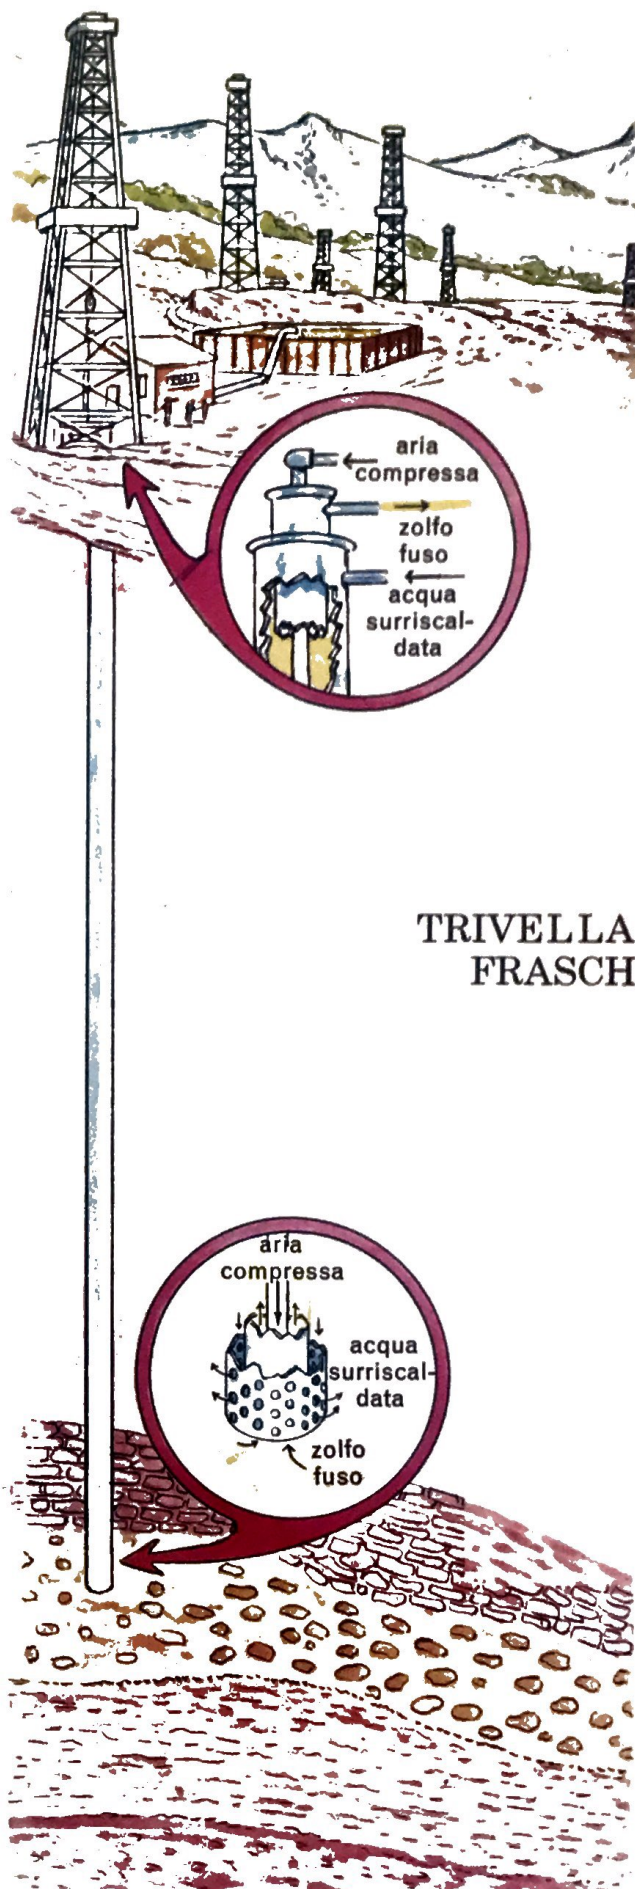 aria
compressa
zolfo
fuso
acqua
surriscal-
data
TRIVELLA
FRASCH
aria
compressa
acqua
surriscal-
data
zolfo
fuso